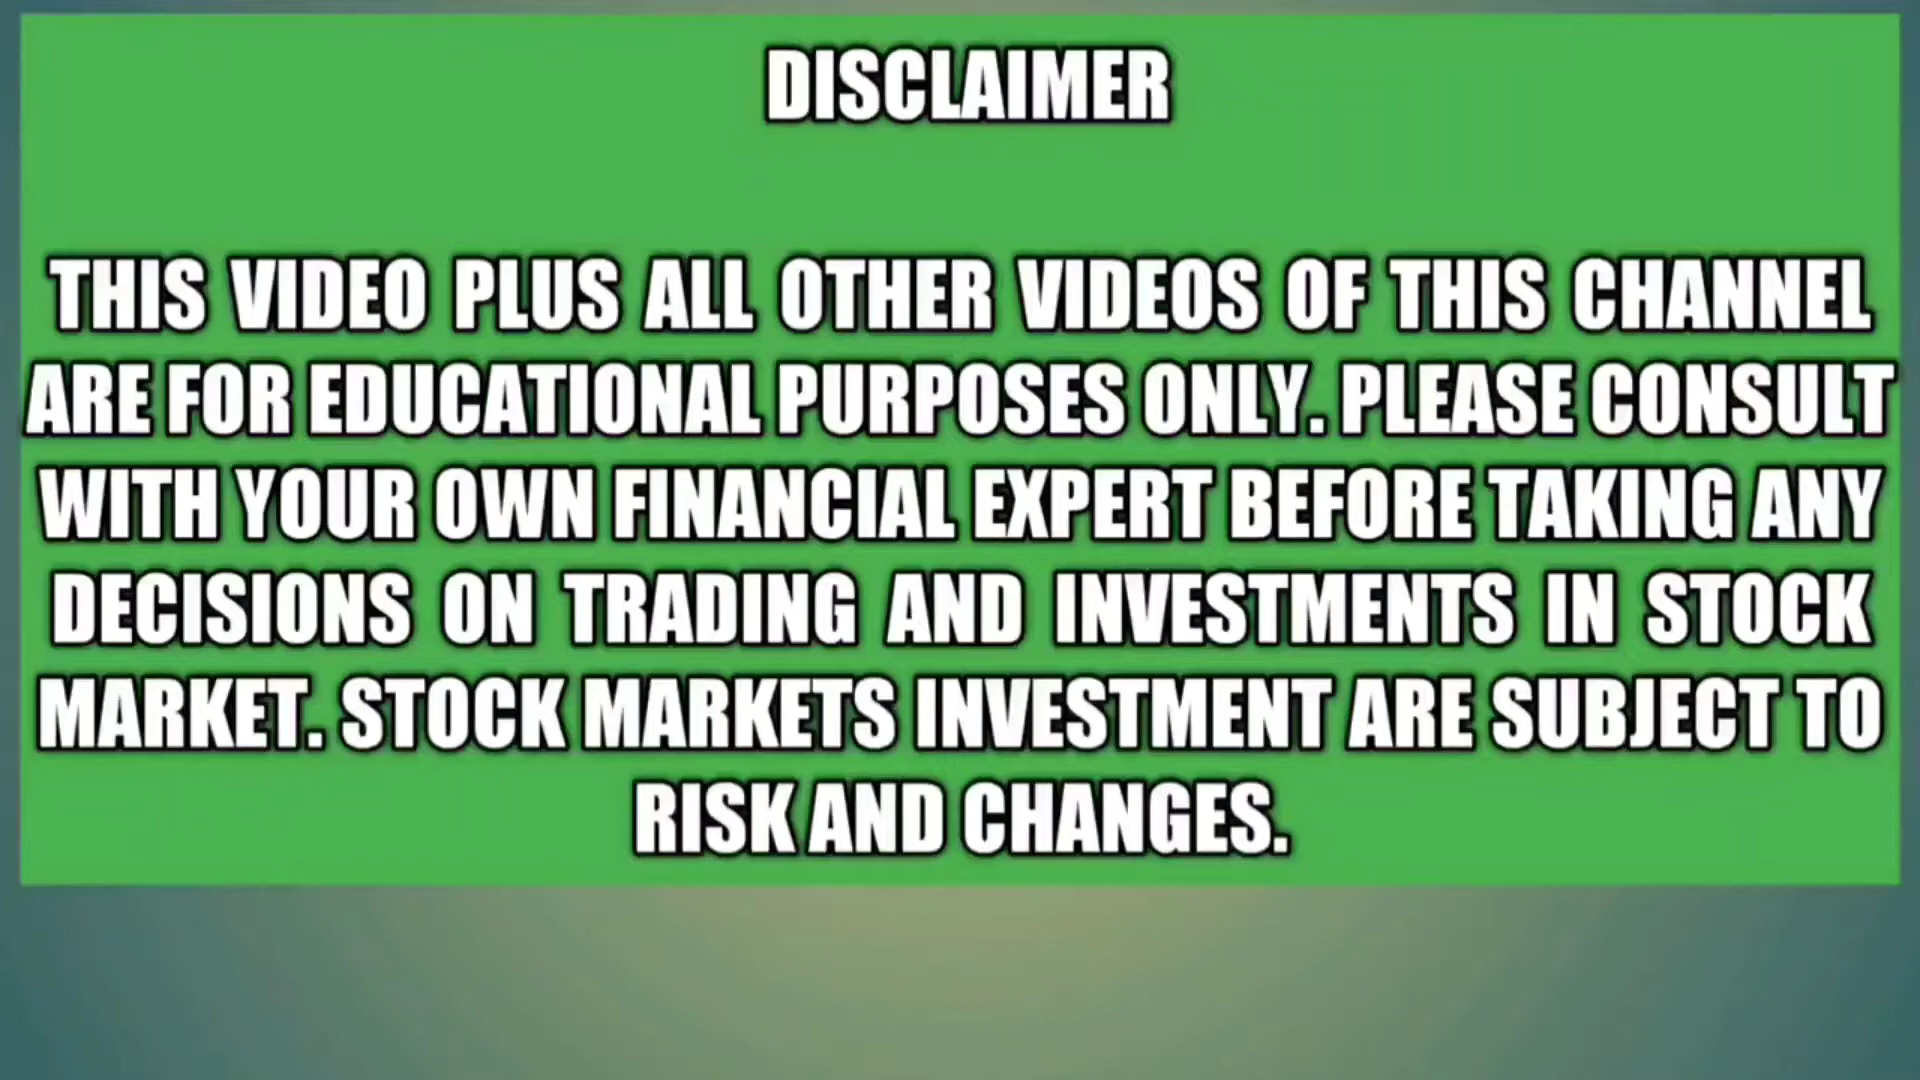 DISCLAIMER
THIS VIDEO PLUS ALL OTHER VIDEOS OF THIS CHANNEL
ARE FOR EDUCATIONAL PURPOSES ONLY. PLEASE CONSULT
WITH YOUR OWN FINANCIAL EXPERT BEFORE TAKING ANY
DECISIONS ON TRADING AND INVESTMENTS IN STOCK
MARKET. STOCK MARKETS INVESTMENT ARE SUBJECT TO
RISK AND CHANGES.